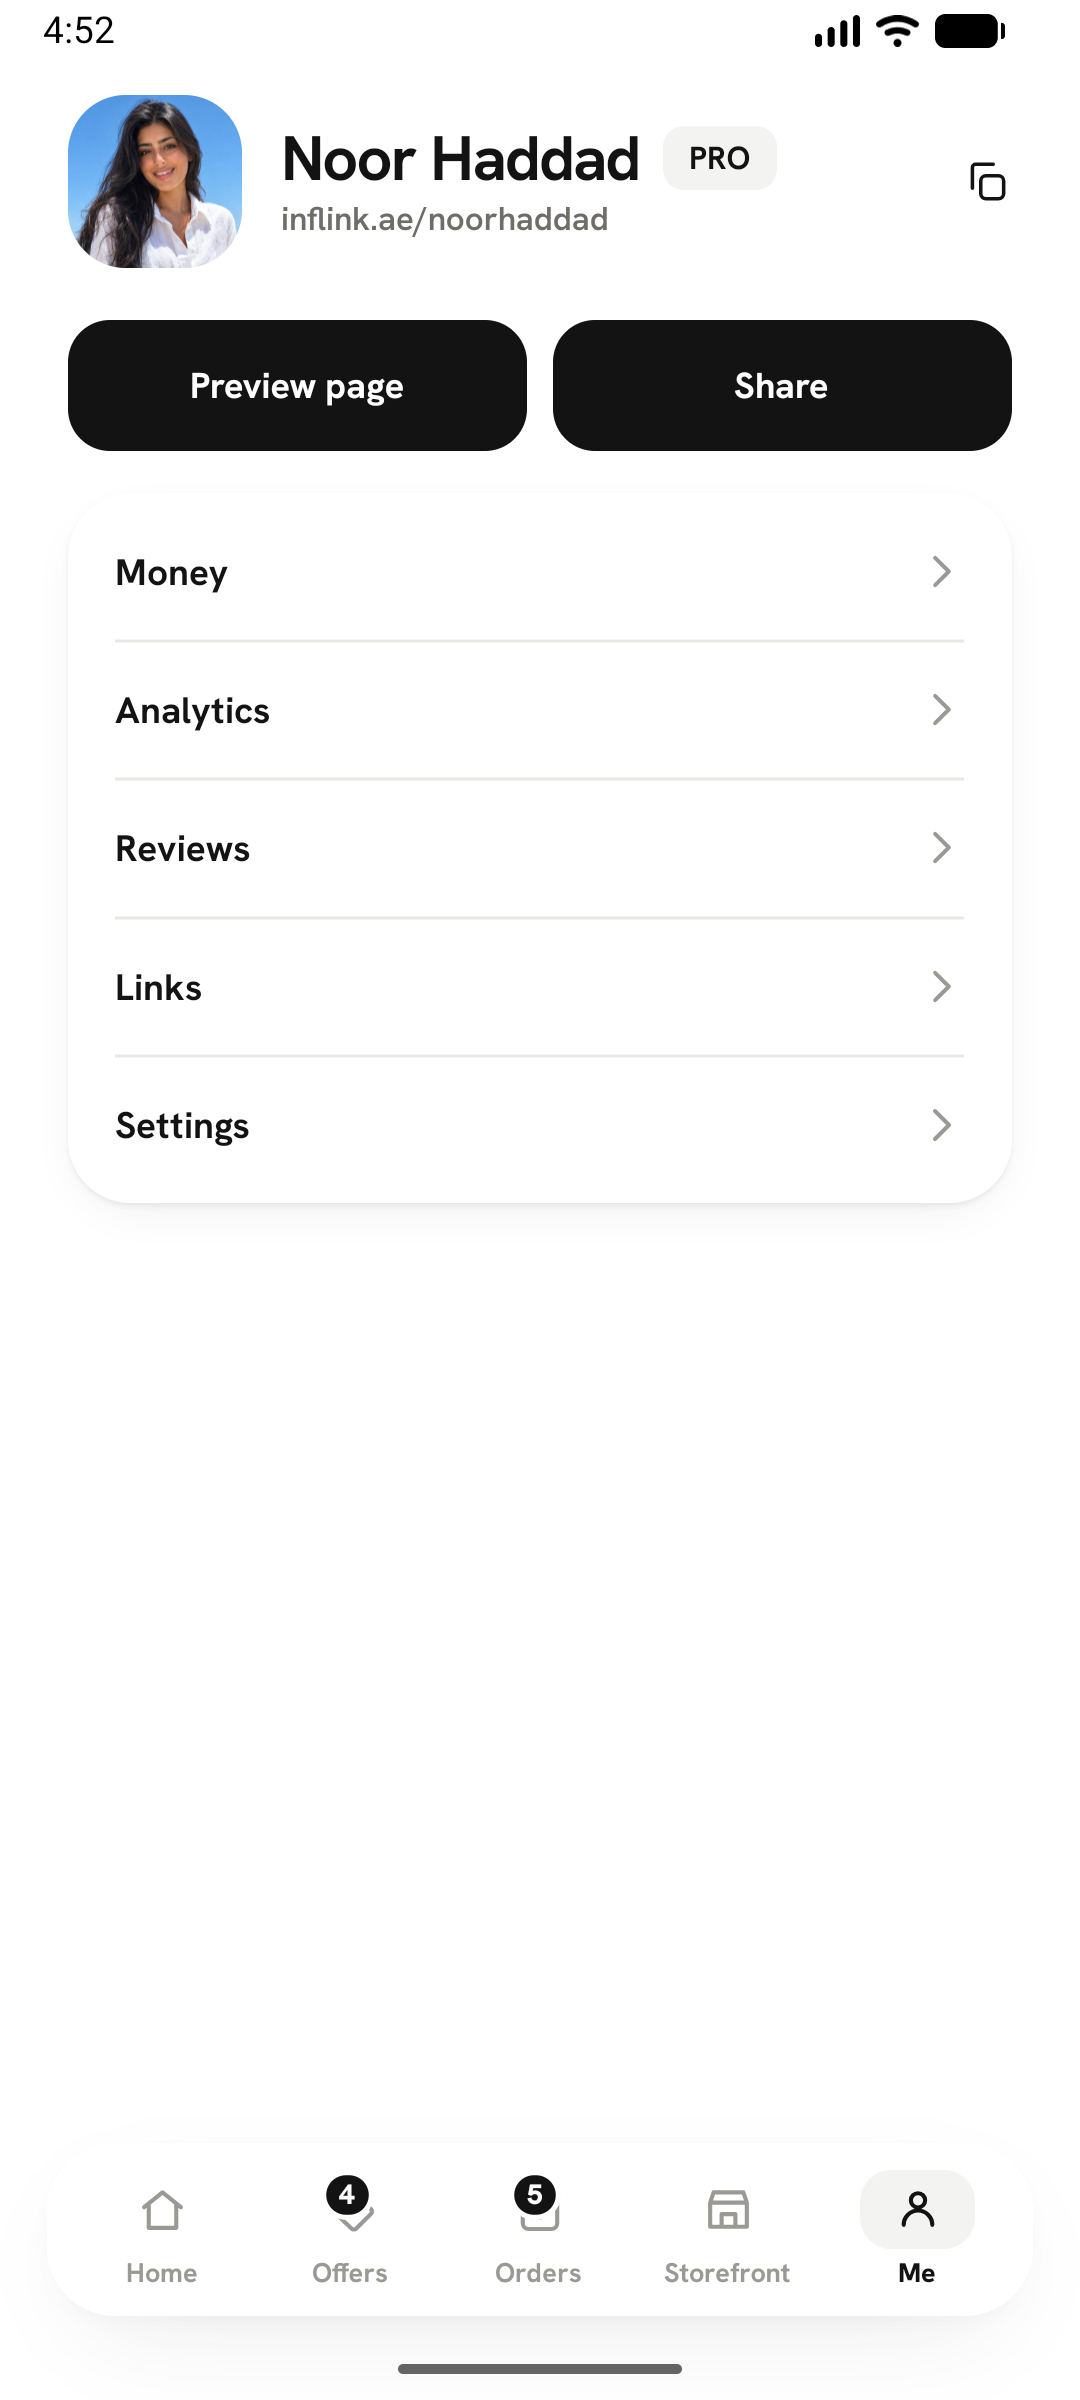 4:52
Noor Haddad PRO
inflink.ae/noorhaddad
Preview page
Share
Money
Analytics
Reviews
Links
Settings
4
5
Home
Offers
Orders
Storefront
Me